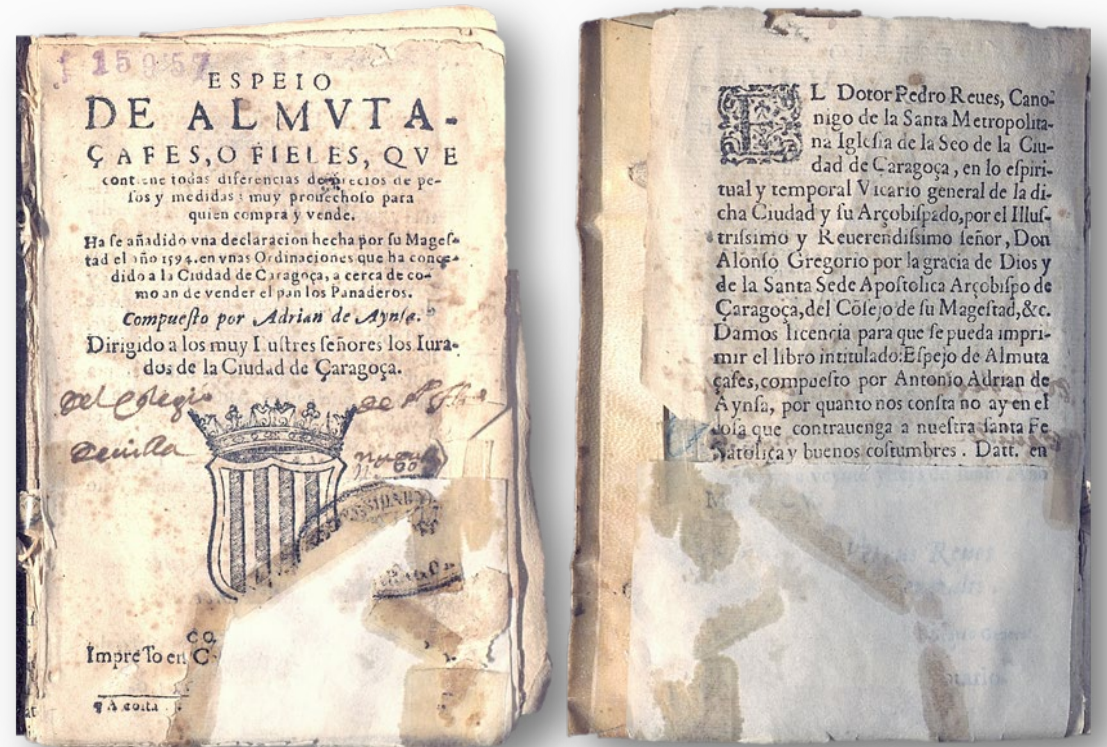 15957
ESPEIO
DE ALMVTA-
ÇAFES, O FIELES, QVE
contiene todas diferencias de precios de pe-
sos y medidas: muy prouechoso para
quien compra y vende.
Ha se añadido vna declaracion hecha por su Mages-
tad el año 1594. en vnas Ordinaciones que ha conce-
dido a la Ciudad de Çaragoça, a cerca de co-
mo an de vender el pan los Panaderos.
Compuesto por Adrian de Aynsa.
Dirigido a los muy Ilustres señores los Iura-
dos de la Ciudad de Çaragoça.
del Colegio de
CO
Impresso en Ç
A costa
EL Dotor Pedro Reues, Cano-
nigo de la Santa Metropolita-
na Iglesia de la Seo de la Ciu-
dad de Çaragoça, en lo espiri-
tual y temporal Vicario general de la di-
cha Ciudad y su Arçobispado, por el Illus-
trissimo y Reuerendissimo señor, Don
Alonso Gregorio por la gracia de Dios y
de la Santa Sede Apostolica Arçobispo de
Çaragoça, del Cõsejo de su Magestad, &c.
Damos licencia para que se pueda impri-
mir el libro intitulado: Espejo de Almuta
çafes, compuesto por Antonio Adrian de
Aynsa, por quanto nos consta no ay en el
cosa que contrauenga a nuestra santa Fe
Catolica y buenos costumbres. Datt. en
Reues